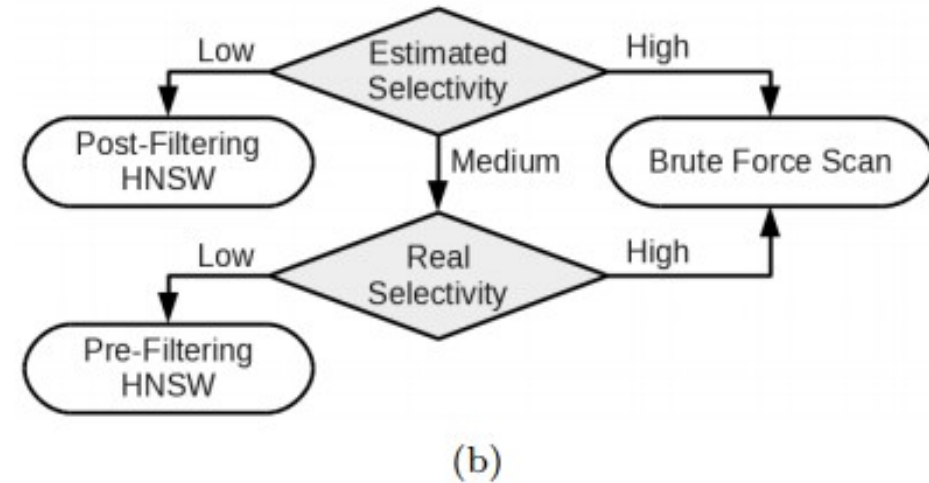 Low
Estimated
Selectivity
High
Post-Filtering
HNSW
Medium
Brute Force Scan
Low
Real
Selectivity
High
Pre-Filtering
HNSW
(b)